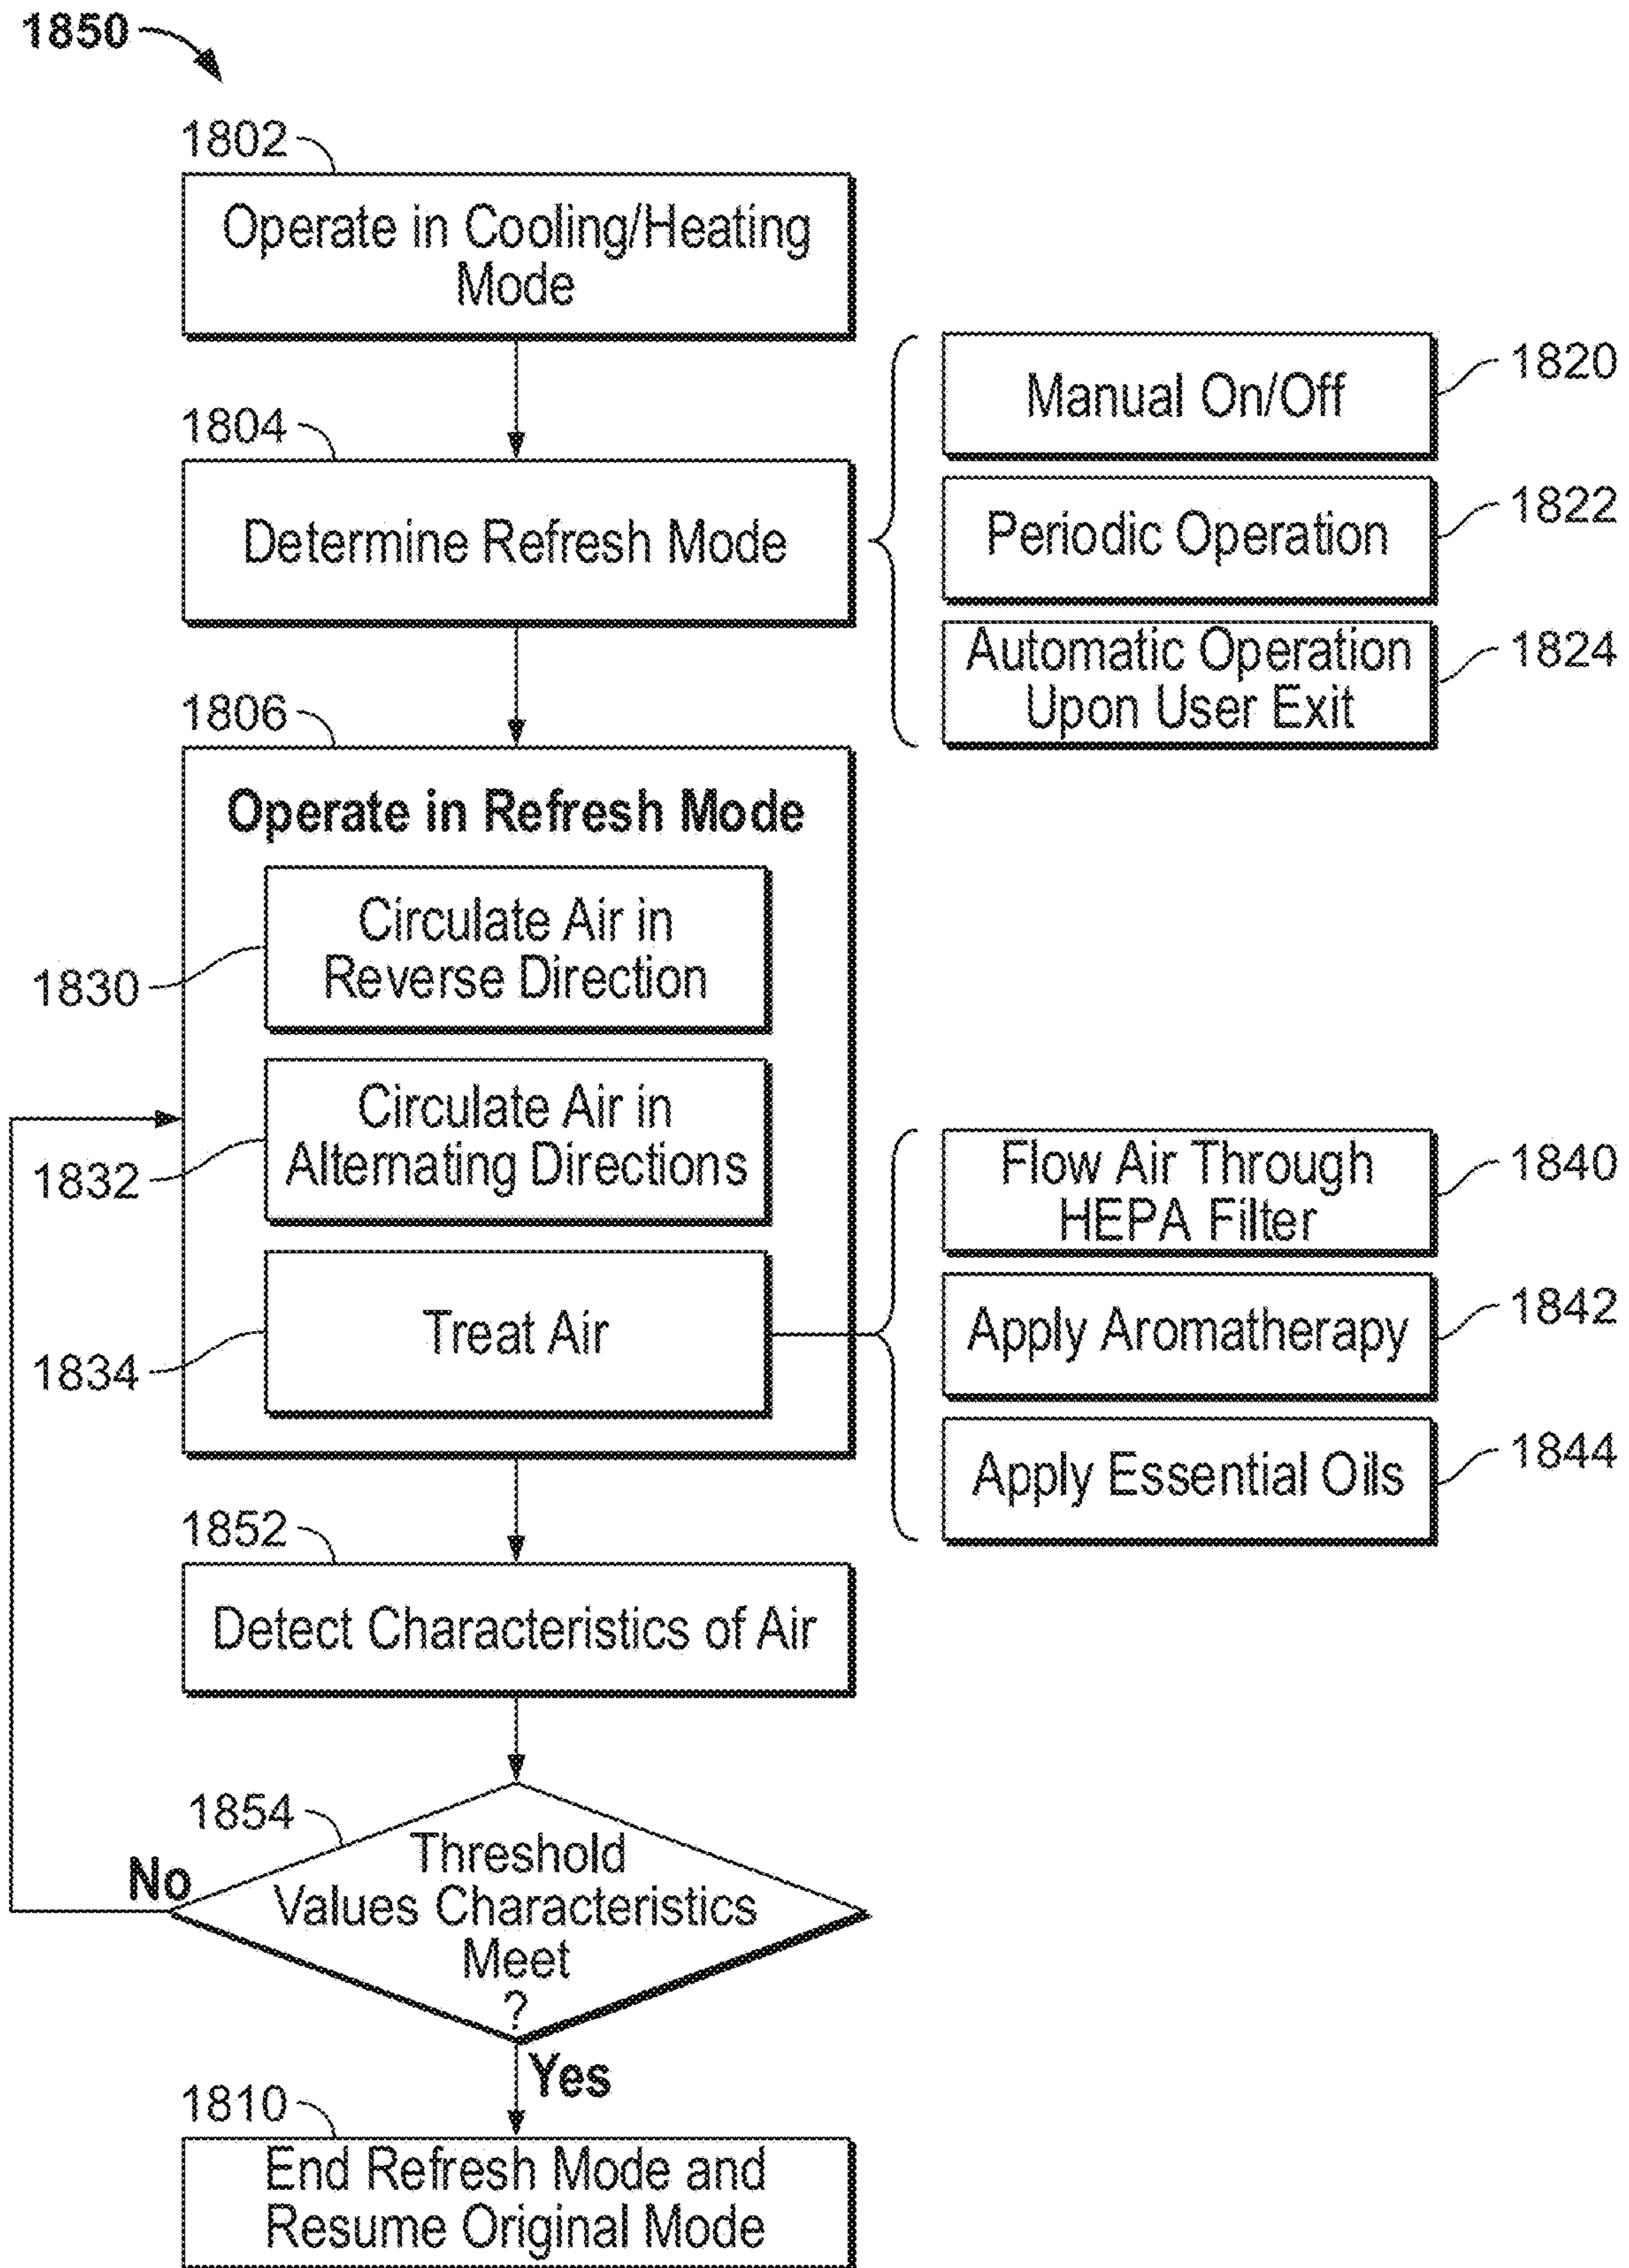 1850
1802
Operate in Cooling/Heating
Mode
1804
Determine Refresh Mode
Manual On/Off
1820
Periodic Operation
1822
Automatic Operation
Upon User Exit
1824
1806
Operate in Refresh Mode
Circulate Air in
Reverse Direction
1830
Circulate Air in
Alternating Directions
1832
Treat Air
1834
Flow Air Through
HEPA Filter
1840
Apply Aromatherapy
1842
Apply Essential Oils
1844
1852
Detect Characteristics of Air
1854
Threshold
Values Characteristics
Meet
?
No
Yes
1810
End Refresh Mode and
Resume Original Mode